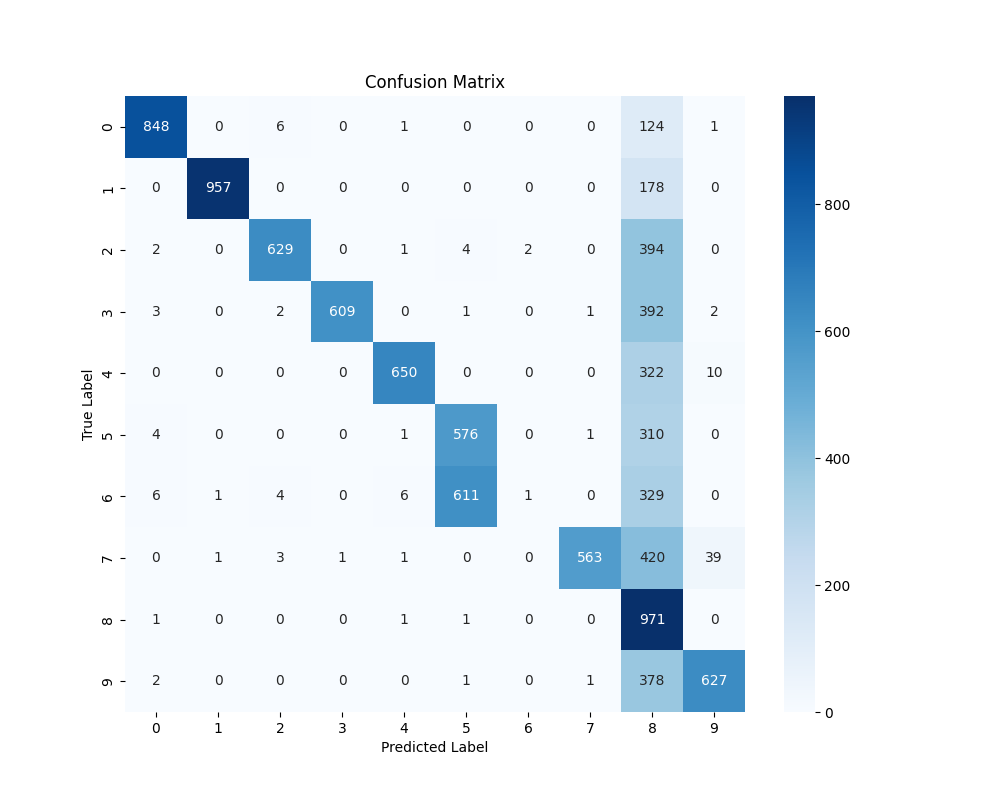 Confusion Matrix
0 848 0 6 0 1 0 0 0 124 1
1 0 957 0 0 0 0 0 0 178 0
2 2 0 629 0 1 4 2 0 394 0
3 3 0 2 609 0 1 0 1 392 2
4 0 0 0 0 650 0 0 0 322 10
5 4 0 0 0 1 576 0 1 310 0
6 6 1 4 0 6 611 1 0 329 0
7 0 1 3 1 1 0 0 563 420 39
8 1 0 0 0 1 1 0 0 971 0
9 2 0 0 0 0 1 0 1 378 627
0 1 2 3 4 5 6 7 8 9
Predicted Label
True Label
800
600
400
200
0